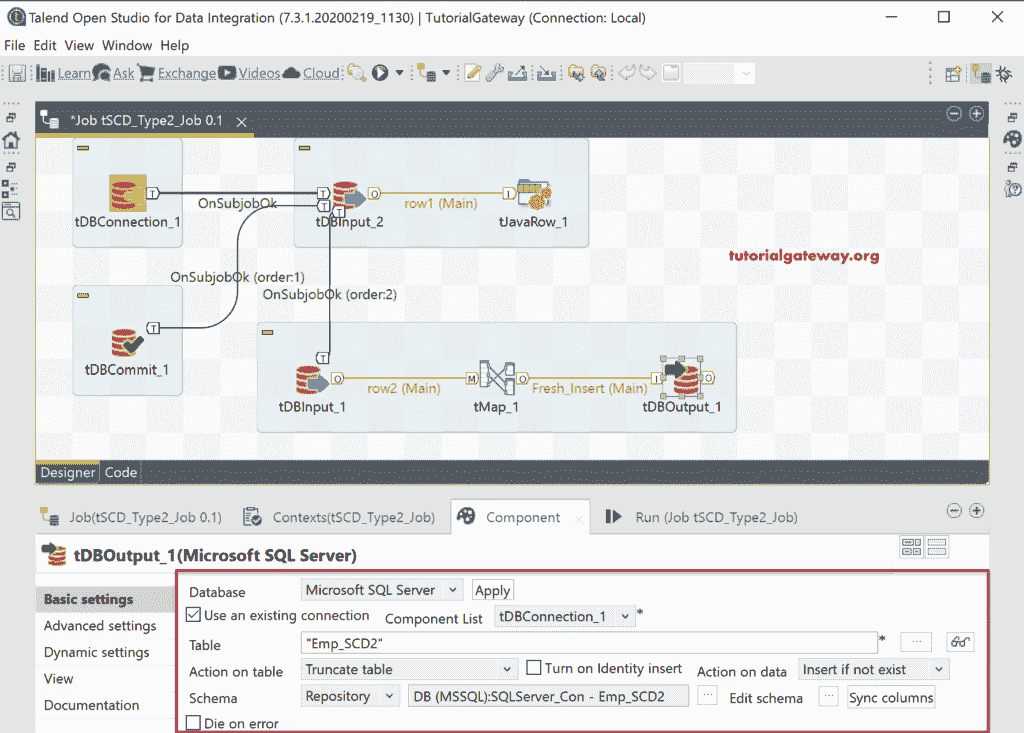 Talend Open Studio for Data Integration (7.3.1.20200219_1130) | TutorialGateway (Connection: Local)
File Edit View Window Help
Learn Ask Exchange Videos Cloud
*Job tSCD_Type2_Job 0.1
T OnSubjobOk T O row1 (Main) I
T T
tDBConnection_1 tDBInput_2 tJavaRow_1
tutorialgateway.org
OnSubjobOk (order:1)
OnSubjobOk (order:2)
T
tDBCommit_1
T
O row2 (Main) M O Fresh_Insert (Main) I O
tDBInput_1 tMap_1 tDBOutput_1
Designer Code
Job(tSCD_Type2_Job 0.1) Contexts(tSCD_Type2_Job) Component Run (Job tSCD_Type2_Job)
tDBOutput_1(Microsoft SQL Server)
Basic settings
Advanced settings
Dynamic settings
View
Documentation
Database Microsoft SQL Server Apply
Use an existing connection Component List tDBConnection_1 *
Table "Emp_SCD2" * ...
Action on table Truncate table Turn on Identity insert Action on data Insert if not exist
Schema Repository DB (MSSQL):SQLServer_Con - Emp_SCD2 ... Edit schema ... Sync columns
Die on error